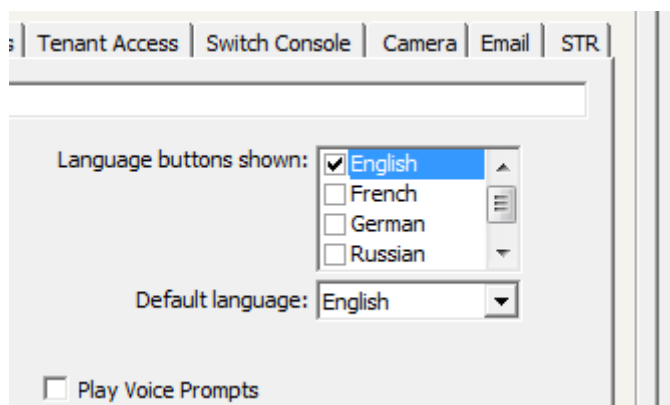 Tenant Access Switch Console Camera Email STR
Language buttons shown: English
French
German
Russian
Default language: English
Play Voice Prompts